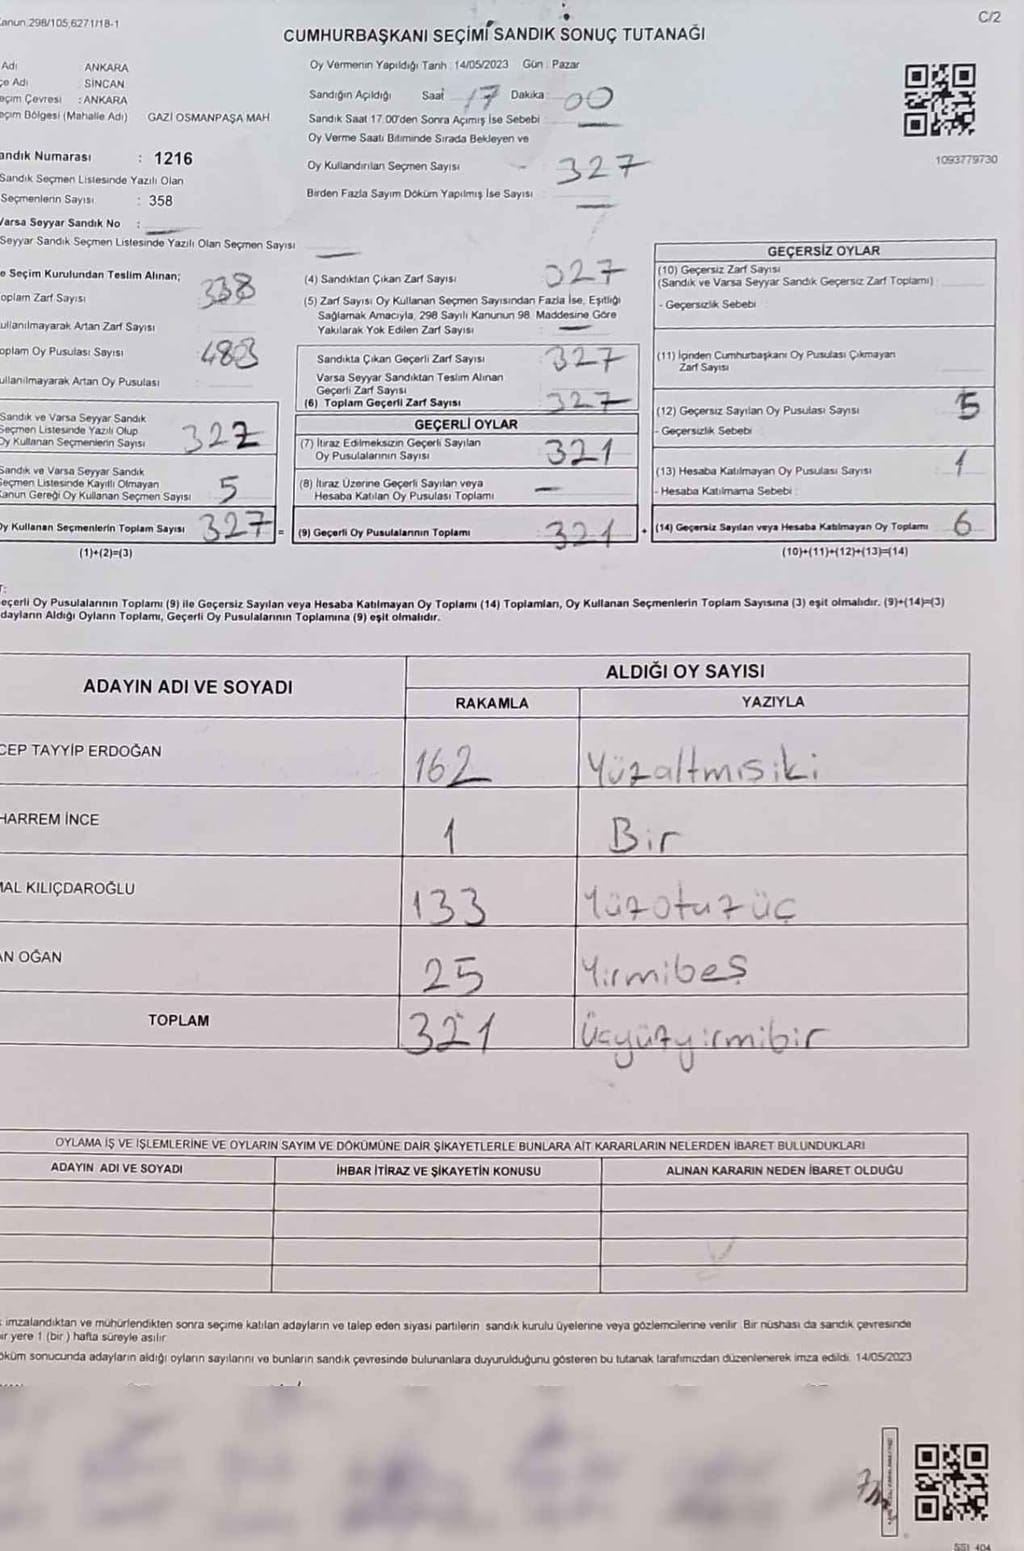 Kanun.298/105,6271/18-1
C/2
CUMHURBAŞKANI SEÇİMİ SANDIK SONUÇ TUTANAĞI
Adı ANKARA
çe Adı SİNCAN
eçim Çevresi : ANKARA
eçim Bölgesi (Mahalle Adı) GAZİ OSMANPAŞA MAH
Oy Vermenin Yapıldığı Tarih : 14/05/2023 Gün : Pazar
Sandığın Açıldığı Saat 17 Dakika : 00
Sandık Saat 17.00'den Sonra Açımış İse Sebebi :
Oy Verme Saati Bitiminde Sırada Bekleyen ve
Oy Kullandırılan Seçmen Sayısı 327
Birden Fazla Sayım Döküm Yapılmış İse Sayısı
1093779730
andık Numarası : 1216
Sandık Seçmen Listesinde Yazılı Olan
Seçmenlerin Sayısı : 358
Varsa Seyyar Sandık No :
Seyyar Sandık Seçmen Listesinde Yazılı Olan Seçmen Sayısı
e Seçim Kurulundan Teslim Alınan;
oplam Zarf Sayısı 338
ullanılmayarak Artan Zarf Sayısı
oplam Oy Pusulası Sayısı 483
ullanılmayarak Artan Oy Pusulası
Sandık ve Varsa Seyyar Sandık
Seçmen Listesinde Yazılı Olup
Oy Kullanan Seçmenlerin Sayısı 322
Sandık ve Varsa Seyyar Sandık
Seçmen Listesinde Kayıtlı Olmayan
Kanun Gereği Oy Kullanan Seçmen Sayısı 5
Oy Kullanan Seçmenlerin Toplam Sayısı 327 =
(1)+(2)=(3)
(4) Sandıktan Çıkan Zarf Sayısı 327
(5) Zarf Sayısı Oy Kullanan Seçmen Sayısından Fazla İse, Eşitliği
Sağlamak Amacıyla, 298 Sayılı Kanunun 98. Maddesine Göre
Yakılarak Yok Edilen Zarf Sayısı
Sandıkta Çıkan Geçerli Zarf Sayısı 327
Varsa Seyyar Sandıktan Teslim Alınan
Geçerli Zarf Sayısı
(6) Toplam Geçerli Zarf Sayısı 327
GEÇERLİ OYLAR
(7) İtiraz Edilmeksizin Geçerli Sayılan
Oy Pusulalarının Sayısı 321
(8) İtiraz Üzerine Geçerli Sayılan veya
Hesaba Katılan Oy Pusulası Toplamı –
(9) Geçerli Oy Pusulalarının Toplamı 321 +
GEÇERSİZ OYLAR
(10) Geçersiz Zarf Sayısı
(Sandık ve Varsa Seyyar Sandık Geçersiz Zarf Toplamı)
- Geçersizlik Sebebi :
(11) İçinden Cumhurbaşkanı Oy Pusulası Çıkmayan
Zarf Sayısı
(12) Geçersiz Sayılan Oy Pusulası Sayısı 5
- Geçersizlik Sebebi
(13) Hesaba Katılmayan Oy Pusulası Sayısı 1
- Hesaba Katılmama Sebebi
(14) Geçersiz Sayılan veya Hesaba Katılmayan Oy Toplamı 6
(10)+(11)+(12)+(13)=(14)
T:
eçerli Oy Pusulalarının Toplamı (9) ile Geçersiz Sayılan veya Hesaba Katılmayan Oy Toplamı (14) Toplamları, Oy Kullanan Seçmenlerin Toplam Sayısına (3) eşit olmalıdır. (9)+(14)=(3)
dayların Aldığı Oyların Toplamı, Geçerli Oy Pusulalarının Toplamına (9) eşit olmalıdır.
ADAYIN ADI VE SOYADI ALDIĞI OY SAYISI
RAKAMLA YAZIYLA
CEP TAYYİP ERDOĞAN 162 Yüzaltmışiki
HARREM İNCE 1 Bir
MAL KILIÇDAROĞLU 133 Yüzotuzüç
AN OĞAN 25 Yirmibeş
TOPLAM 321 Üçyüzyirmibir
OYLAMA İŞ VE İŞLEMLERİNE VE OYLARIN SAYIM VE DÖKÜMÜNE DAİR ŞİKAYETLERLE BUNLARA AİT KARARLARIN NELERDEN İBARET BULUNDUKLARI
ADAYIN ADI VE SOYADI İHBAR İTİRAZ VE ŞİKAYETİN KONUSU ALINAN KARARIN NEDEN İBARET OLDUĞU
imzalandıktan ve mühürlendikten sonra seçime katılan adayların ve talep eden siyasi partilerin sandık kurulu üyelerine veya gözlemcilerine verilir. Bir nüshası da sandık çevresinde
bir yere 1 (bir ) hafta süreyle asılır.
öküm sonucunda adayların aldığı oyların sayılarını ve bunların sandık çevresinde bulunanlara duyurulduğunu gösteren bu tutanak tarafımızdan düzenlenerek imza edildi. 14/05/2023
SSI 404